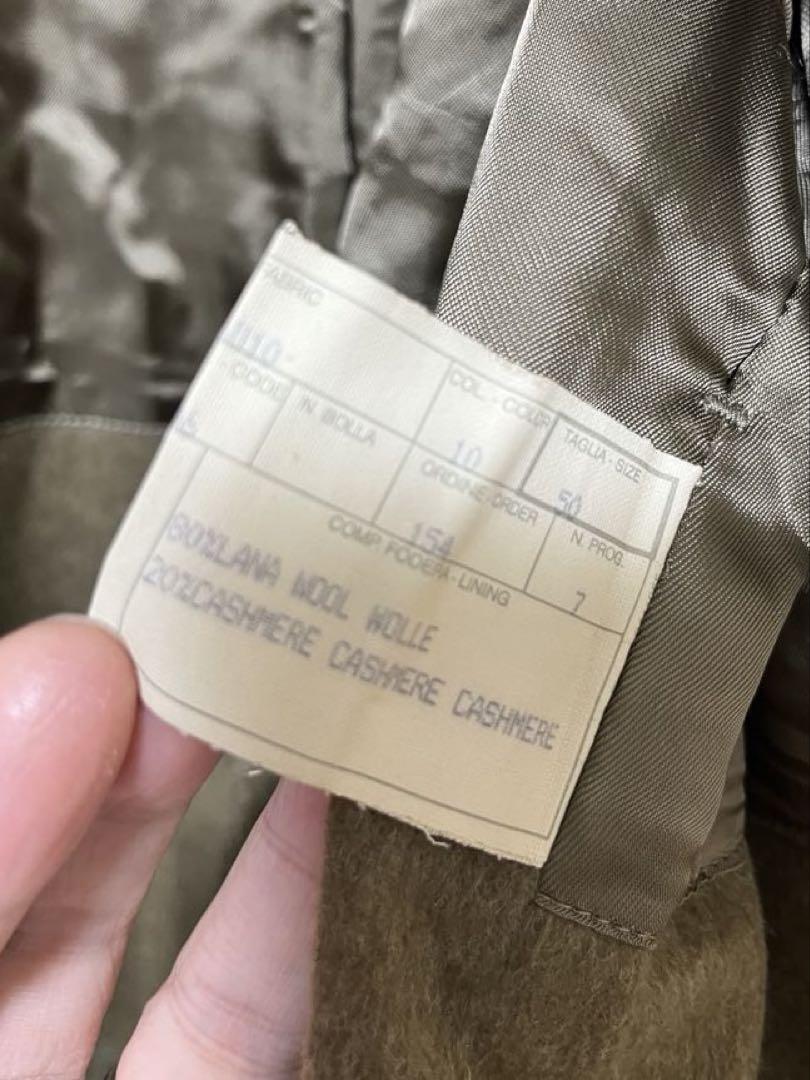 FABRIC
COL. - COLOR
10
TAGLIA - SIZE
50
IN BOLLA
ORDINE-ORDER
154
N. PROG.
7
COMP. FODERA - LINING
80%LANA WOOL WOLLE
20%CASHMERE CASHMERE CASHMERE